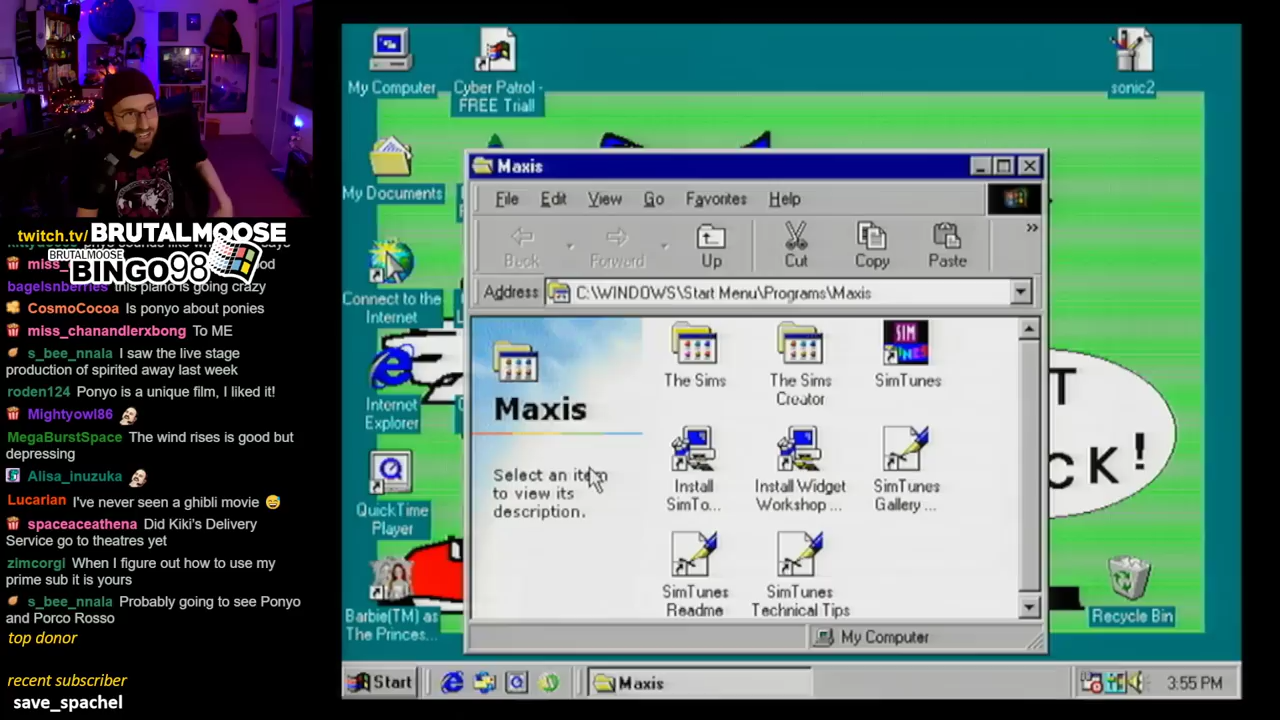 twitch.tv/BRUTALMOOSE
BRUTALMOOSE
BINGO98
miss_
bagelsnberries this piano is going crazy
CosmoCocoa Is ponyo about ponies
miss_chanandlerxbong To ME
s_bee_nnala I saw the live stage
production of spirited away last week
roden124 Ponyo is a unique film, I liked it!
Mightyowl86
MegaBurstSpace The wind rises is good but
depressing
Alisa_inuzuka
Lucarian I've never seen a ghibli movie
spaceaceathena Did Kiki's Delivery
Service go to theatres yet
zimcorgi When I figure out how to use my
prime sub it is yours
s_bee_nnala Probably going to see Ponyo
and Porco Rosso
top donor
recent subscriber
save_spachel
My Computer
Cyber Patrol -
FREE Trial!
sonic2
My Documents
Connect to the
Internet
Internet
Explorer
QuickTime
Player
Barbie(TM) as
The Princes...
Maxis
File Edit View Go Favorites Help
Back Forward Up Cut Copy Paste
Address C:\WINDOWS\Start Menu\Programs\Maxis
Maxis
Select an item
to view its
description.
The Sims
The Sims
Creator
SimTunes
Install
SimTo...
Install Widget
Workshop ...
SimTunes
Gallery ...
SimTunes
Readme
SimTunes
Technical Tips
My Computer
T
CK!
Recycle Bin
Start
Maxis
3:55 PM